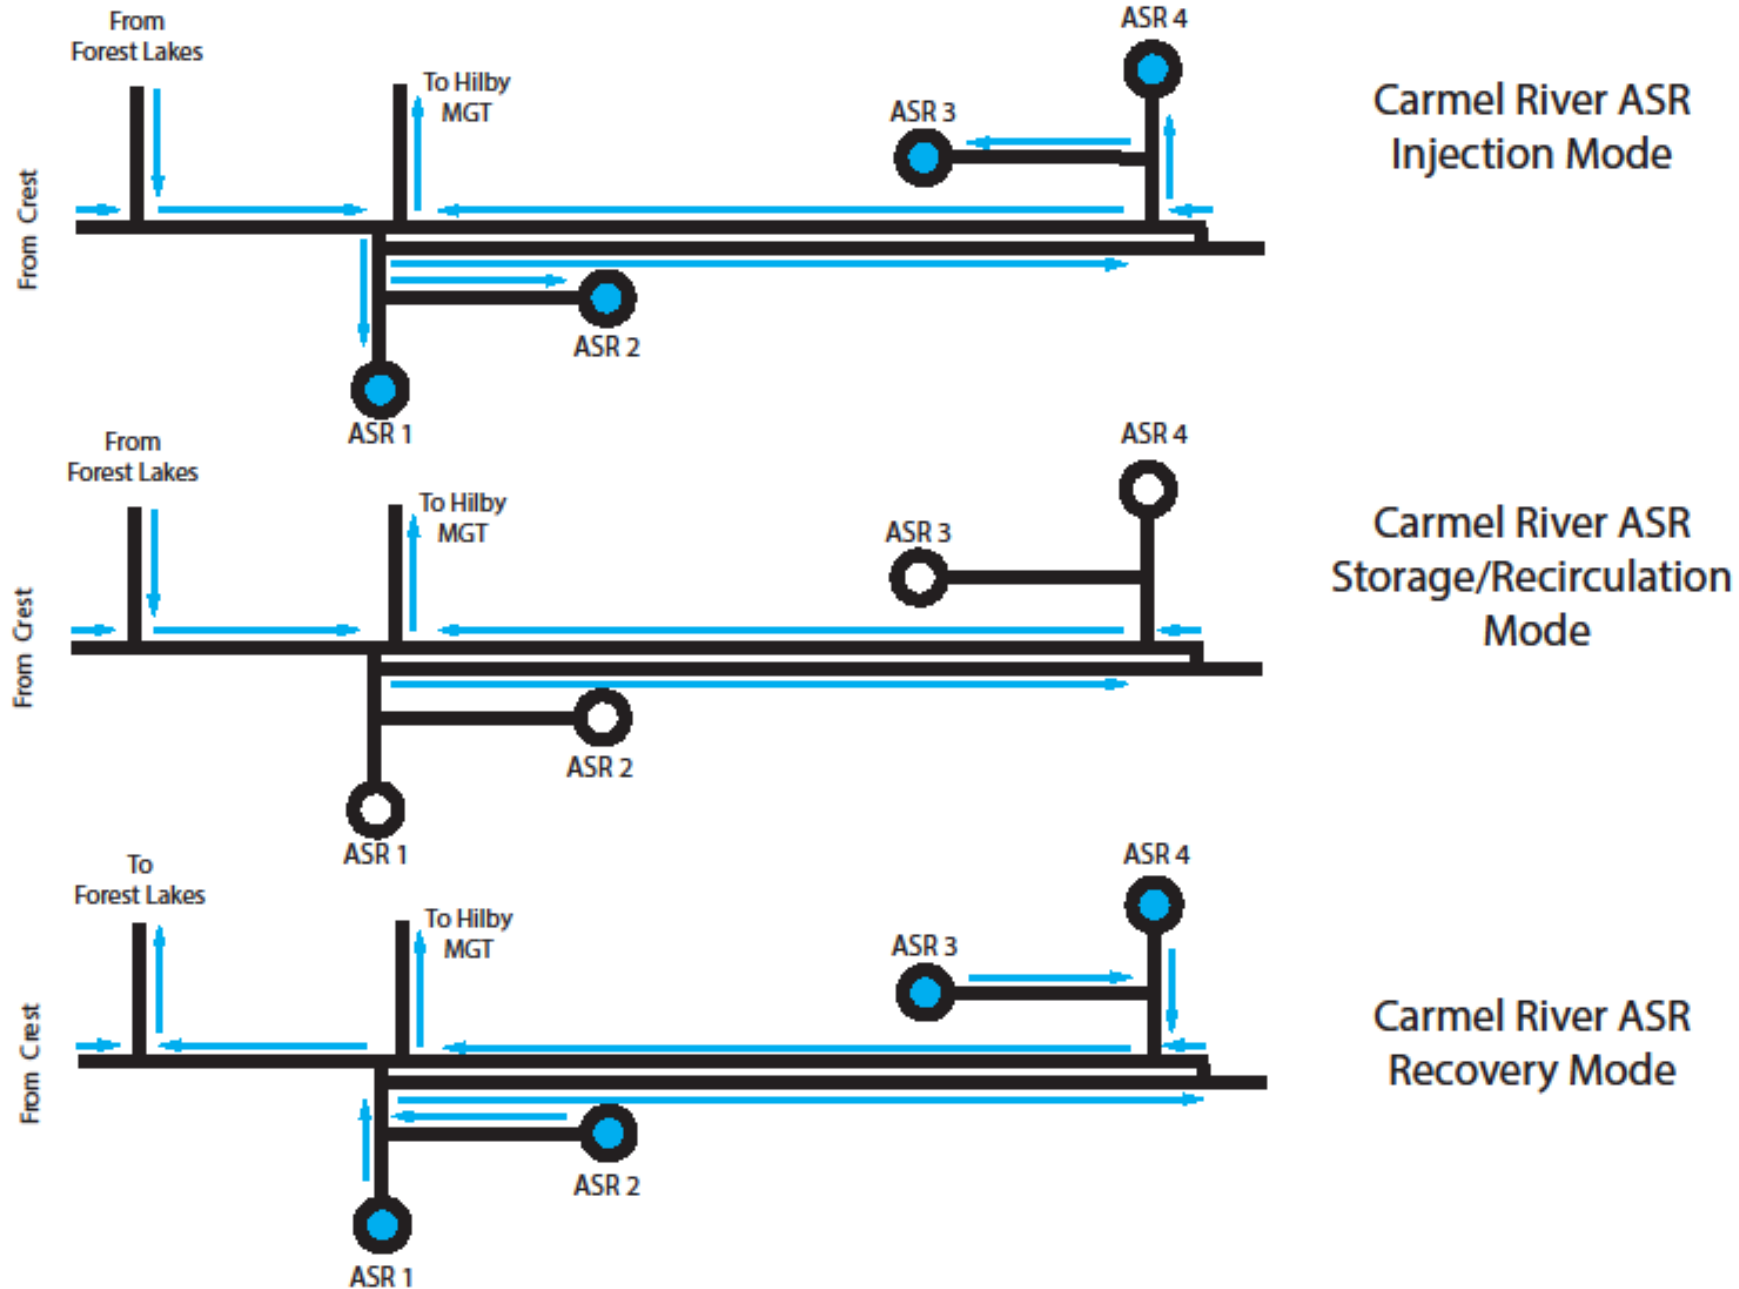 From
Forest Lakes
To Hilby
MGT
ASR 4
ASR 3
Carmel River ASR
Injection Mode
From Crest
ASR 2
ASR 1
From
Forest Lakes
To Hilby
MGT
ASR 4
ASR 3
Carmel River ASR
Storage/Recirculation
Mode
From Crest
ASR 2
ASR 1
To
Forest Lakes
To Hilby
MGT
ASR 4
ASR 3
Carmel River ASR
Recovery Mode
From Crest
ASR 2
ASR 1